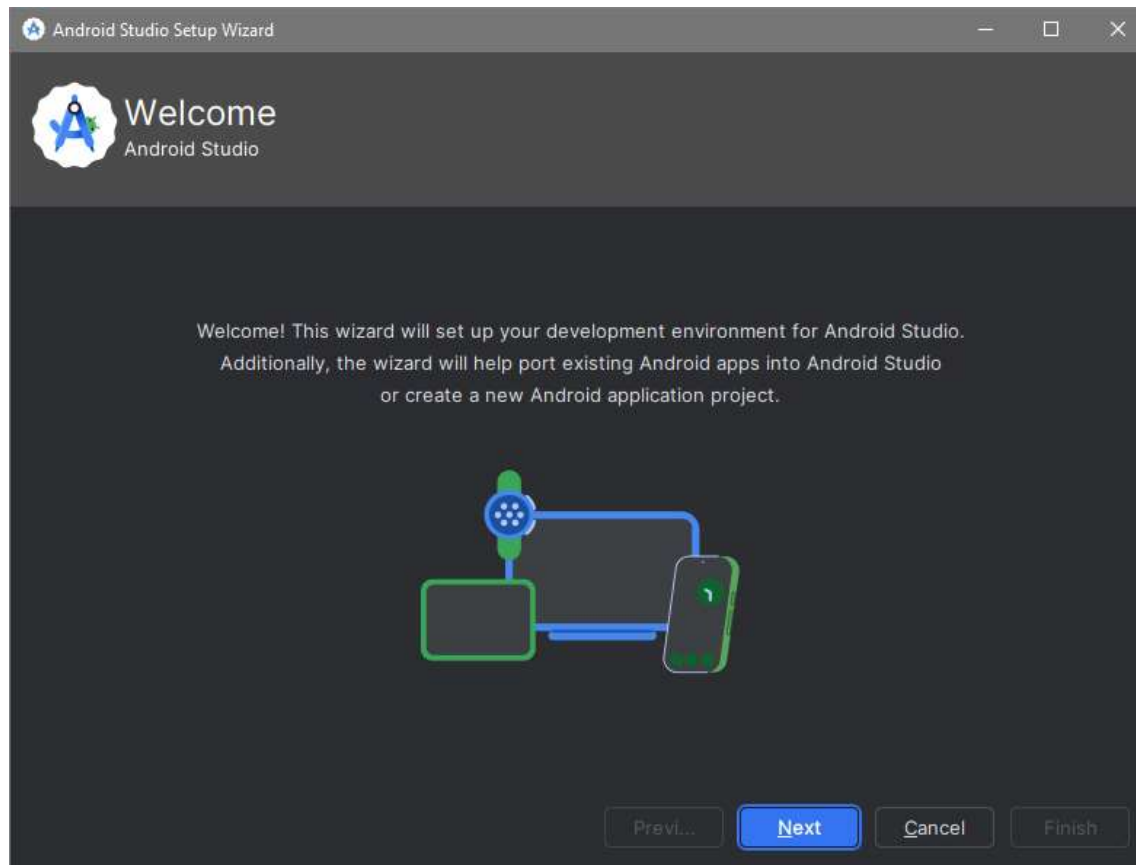 Android Studio Setup Wizard
Welcome
Android Studio
Welcome! This wizard will set up your development environment for Android Studio.
Additionally, the wizard will help port existing Android apps into Android Studio
or create a new Android application project.
Previ...
Next
Cancel
Finish